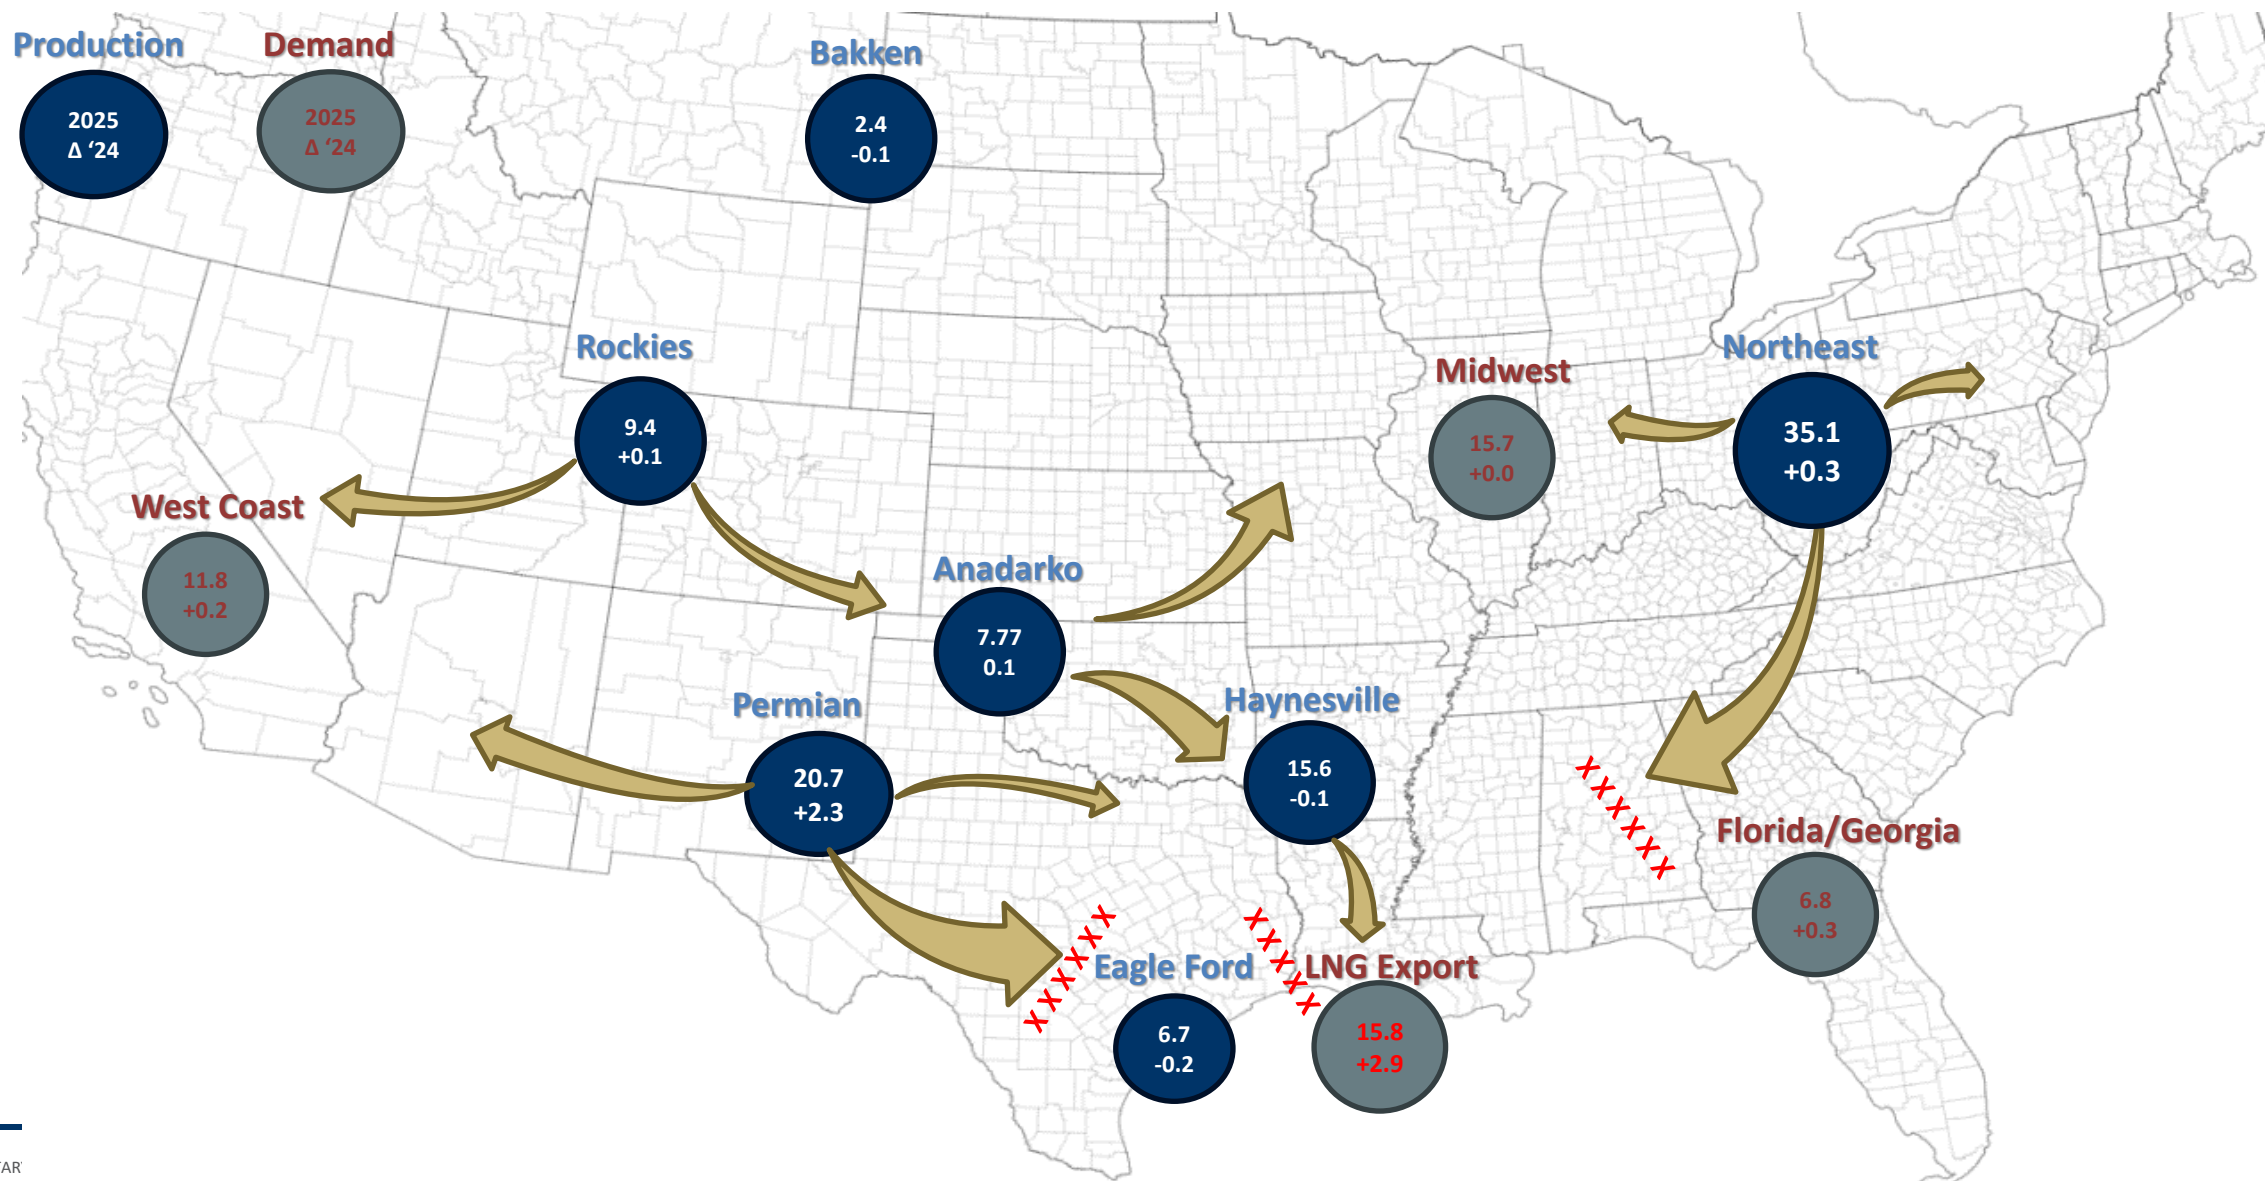 Production
2025
Δ ‘24
Demand
2025
Δ ‘24
Bakken
2.4
-0.1
Rockies
9.4
+0.1
Midwest
15.7
+0.0
Northeast
35.1
+0.3
West Coast
11.8
+0.2
Anadarko
7.77
0.1
Permian
20.7
+2.3
Haynesville
15.6
-0.1
X X X X X X
Florida/Georgia
6.8
+0.3
X X X X X X
Eagle Ford
6.7
-0.2
X X X X X
LNG Export
15.8
+2.9